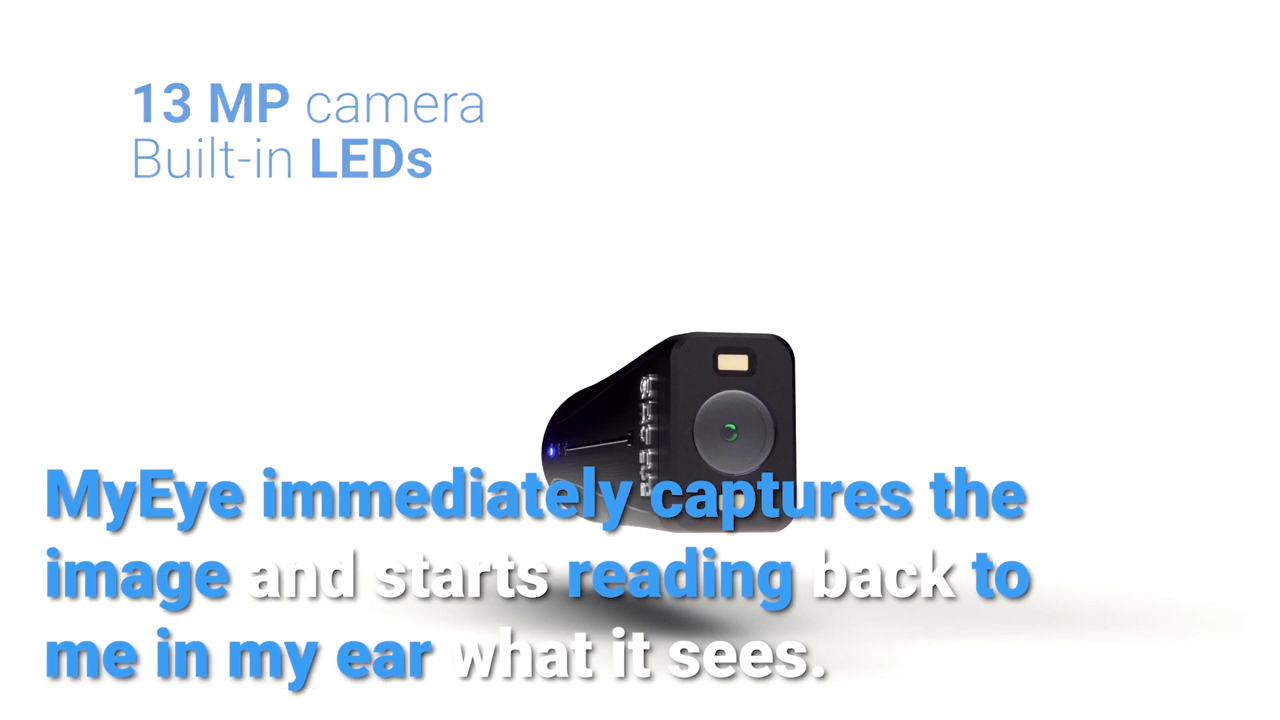 13 MP camera
Built-in LEDs
MyEye immediately captures the
image and starts reading back to
me in my ear what it sees.